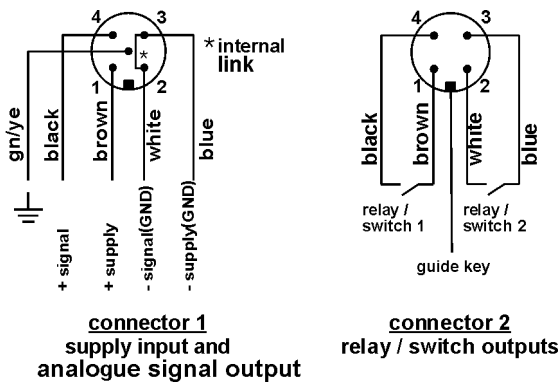 4 3
* internal
link
*
1 2
gn/ye
black
brown
white
blue
+ signal
+ supply
- signal(GND)
- supply(GND)
connector 1
supply input and
analogue signal output
4 3
1 2
black
brown
white
blue
relay /
switch 1
relay /
switch 2
guide key
connector 2
relay / switch outputs